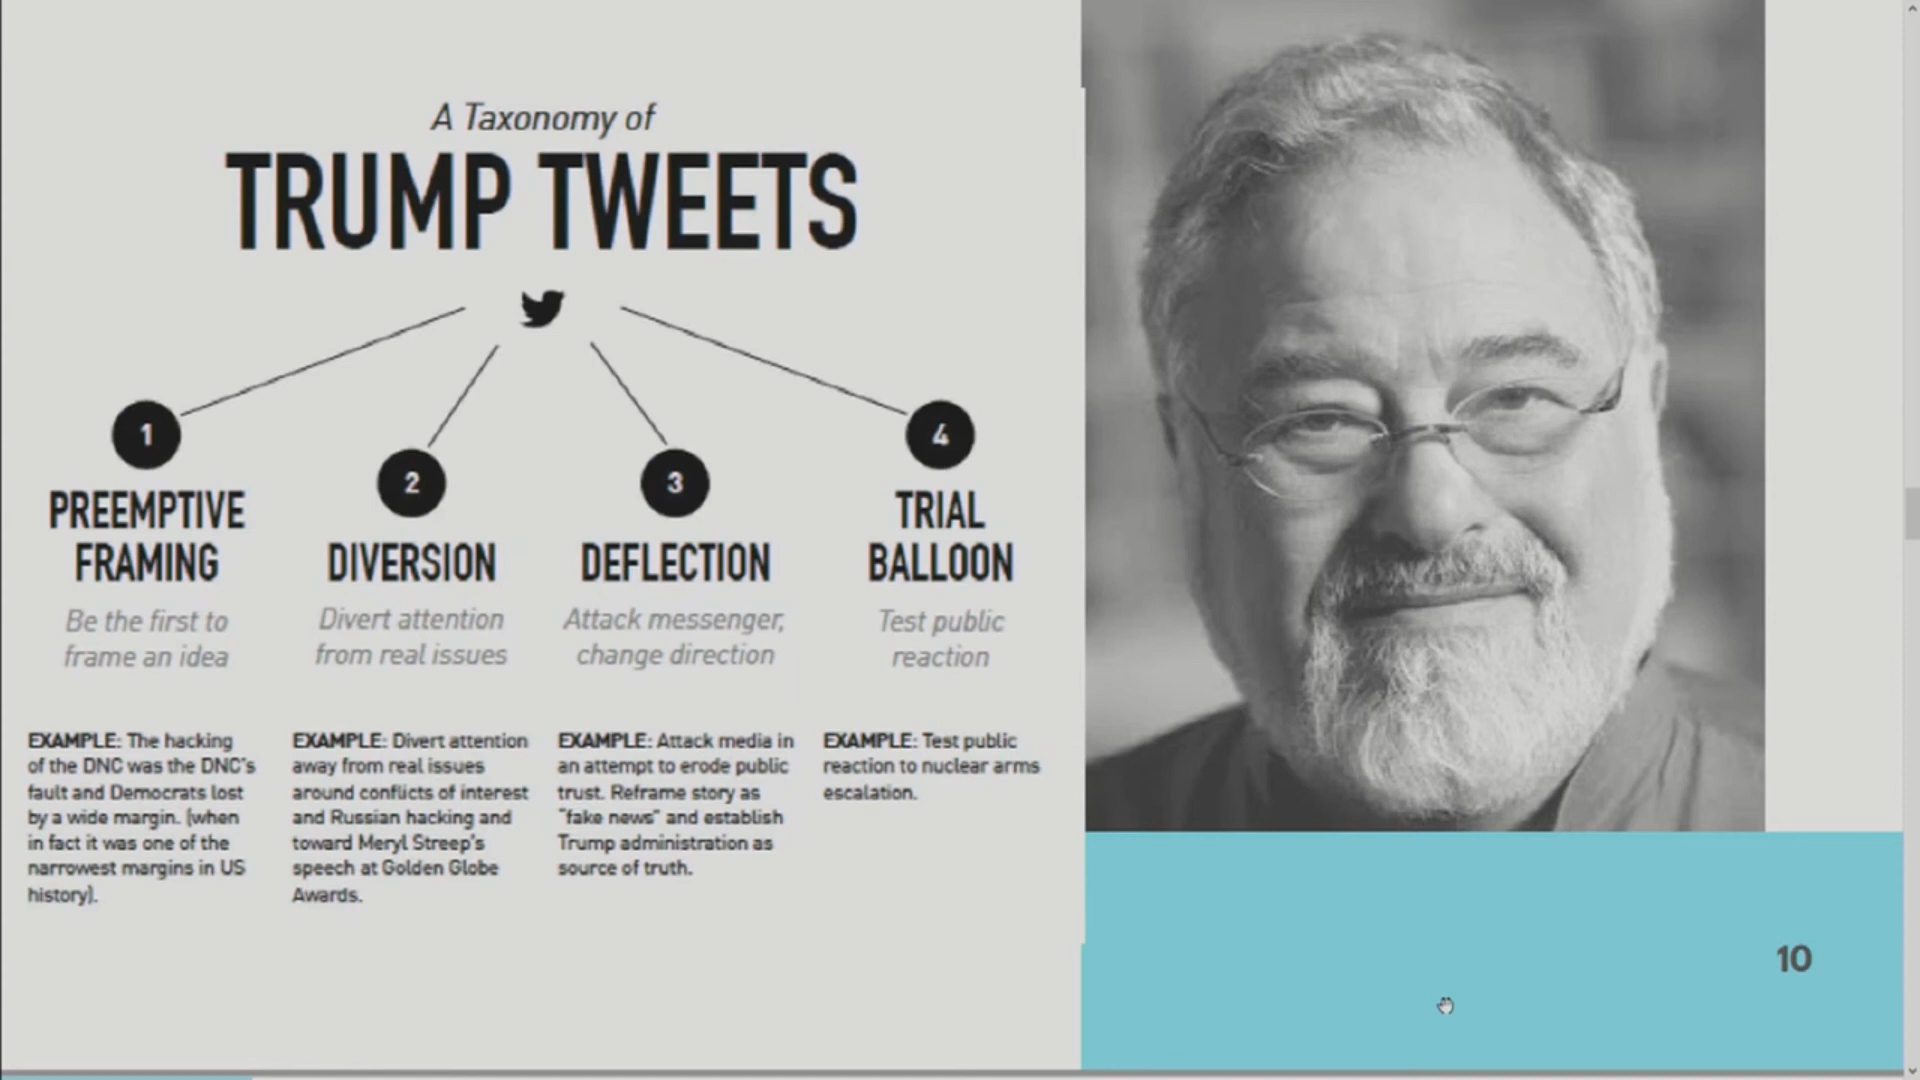 A Taxonomy of
TRUMP TWEETS
1
PREEMPTIVE
FRAMING
Be the first to
frame an idea
EXAMPLE: The hacking
of the DNC was the DNC's
fault and Democrats lost
by a wide margin. (when
in fact it was one of the
narrowest margins in US
history).
2
DIVERSION
Divert attention
from real issues
EXAMPLE: Divert attention
away from real issues
around conflicts of interest
and Russian hacking and
toward Meryl Streep's
speech at Golden Globe
Awards.
3
DEFLECTION
Attack messenger,
change direction
EXAMPLE: Attack media in
an attempt to erode public
trust. Reframe story as
"fake news" and establish
Trump administration as
source of truth.
4
TRIAL
BALLOON
Test public
reaction
EXAMPLE: Test public
reaction to nuclear arms
escalation.
10